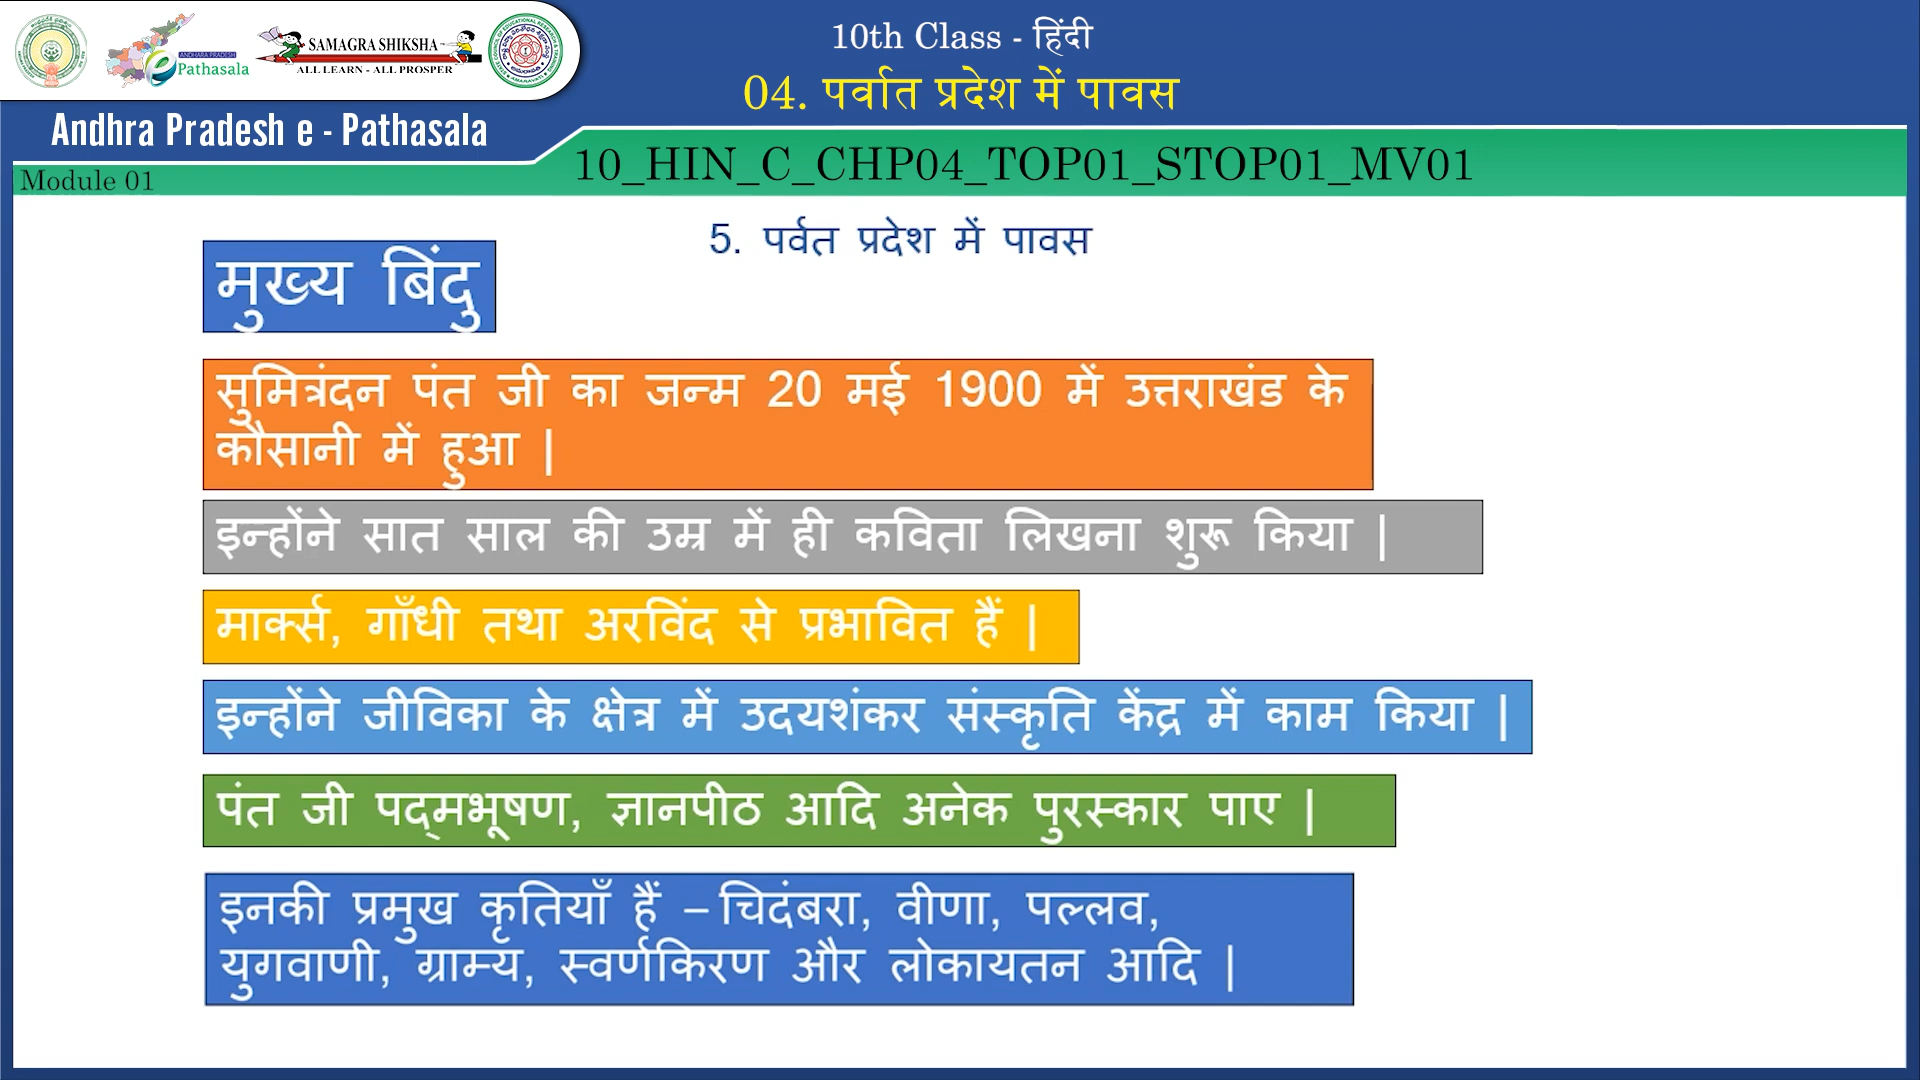 ANDHRA PRADESH
e Pathasala
SAMAGRA SHIKSHA
ALL LEARN - ALL PROSPER
Andhra Pradesh e - Pathasala
Module 01
10th Class - हिंदी
04. पर्वात प्रदेश में पावस
10_HIN_C_CHP04_TOP01_STOP01_MV01
5. पर्वत प्रदेश में पावस
मुख्य बिंदु
सुमित्रंदन पंत जी का जन्म 20 मई 1900 में उत्तराखंड के
कौसानी में हुआ |
इन्होंने सात साल की उम्र में ही कविता लिखना शुरू किया |
मार्क्स, गाँधी तथा अरविंद से प्रभावित हैं |
इन्होंने जीविका के क्षेत्र में उदयशंकर संस्कृति केंद्र में काम किया |
पंत जी पद्मभूषण, ज्ञानपीठ आदि अनेक पुरस्कार पाए |
इनकी प्रमुख कृतियाँ हैं – चिदंबरा, वीणा, पल्लव,
युगवाणी, ग्राम्य, स्वर्णकिरण और लोकायतन आदि |